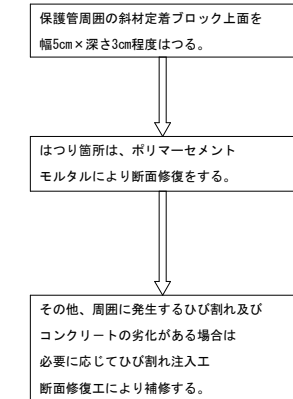 保護管周囲の斜材定着ブロック上面を
幅5cm×深さ3cm程度はつる。
はつり箇所は、ポリマーセメント
モルタルにより断面修復をする。
その他、周囲に発生するひび割れ及び
コンクリートの劣化がある場合は
必要に応じてひび割れ注入工
断面修復工により補修する。